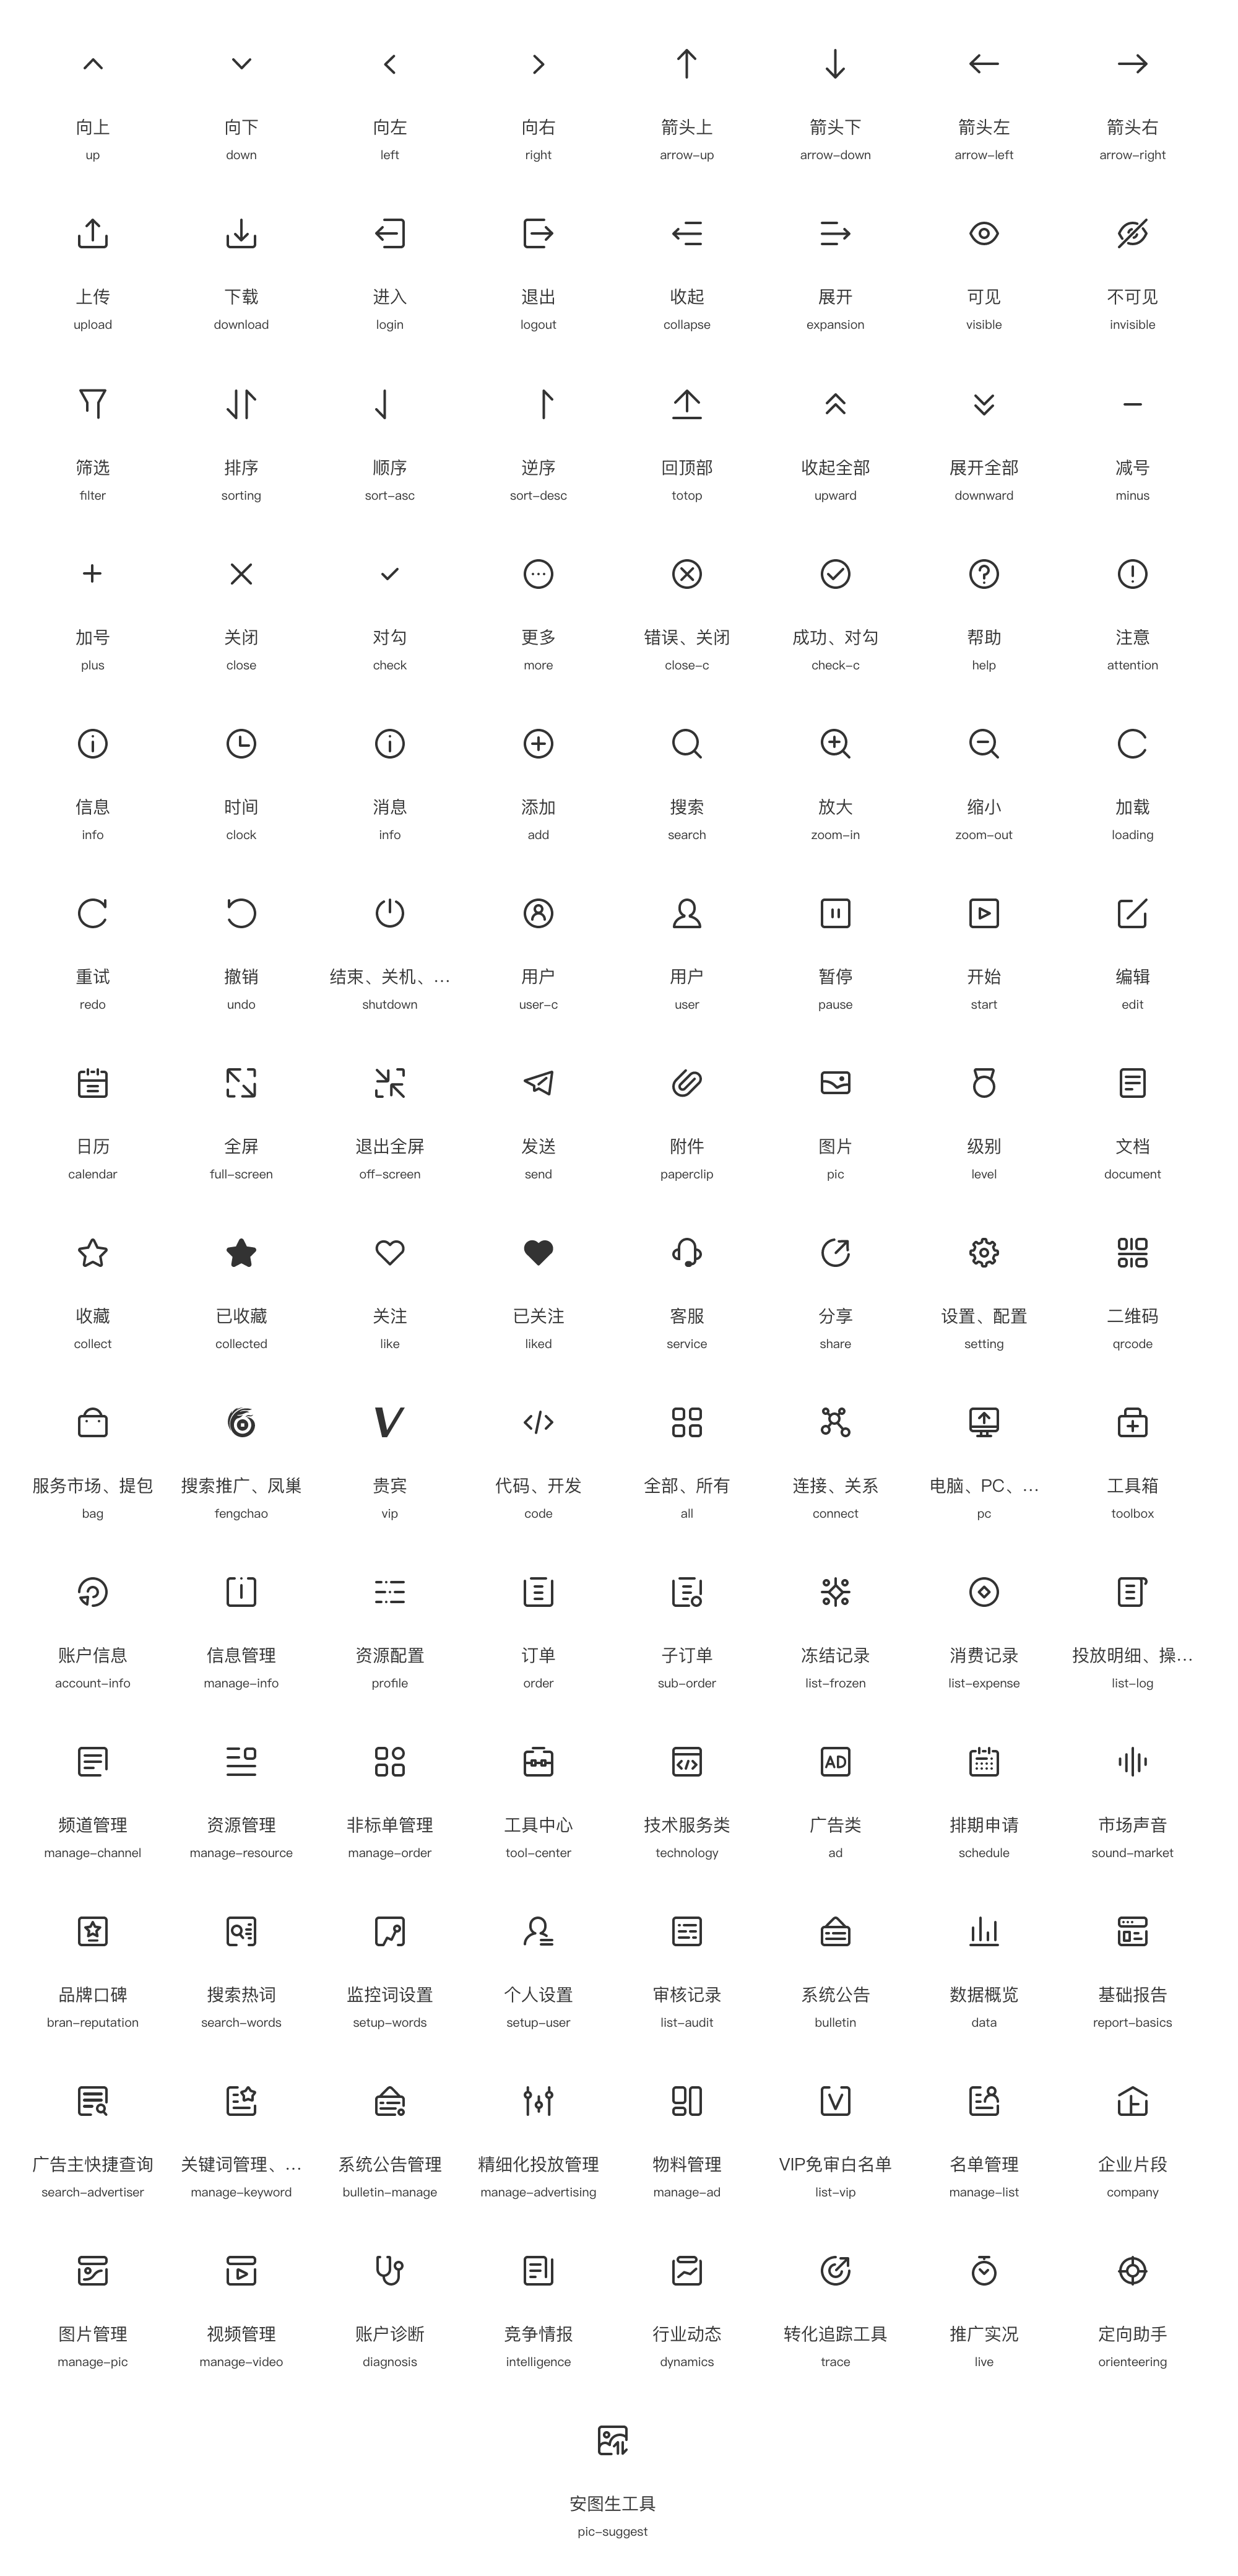 向上 向下 向左 向右 箭头上 箭头下 箭头左 箭头右
up down left right arrow-up arrow-down arrow-left arrow-right
上传 下载 进入 退出 收起 展开 可见 不可见
upload download login logout collapse expansion visible invisible
筛选 排序 顺序 逆序 回顶部 收起全部 展开全部 减号
filter sorting sort-asc sort-desc totop upward downward minus
加号 关闭 对勾 更多 错误、关闭 成功、对勾 帮助 注意
plus close check more close-c check-c help attention
信息 时间 消息 添加 搜索 放大 缩小 加载
info clock info add search zoom-in zoom-out loading
重试 撤销 结束、关机、... 用户 用户 暂停 开始 编辑
redo undo shutdown user-c user pause start edit
日历 全屏 退出全屏 发送 附件 图片 级别 文档
calendar full-screen off-screen send paperclip pic level document
收藏 已收藏 关注 已关注 客服 分享 设置、配置 二维码
collect collected like liked service share setting qrcode
服务市场、提包 搜索推广、凤巢 贵宾 代码、开发 全部、所有 连接、关系 电脑、PC、... 工具箱
bag fengchao vip code all connect pc toolbox
账户信息 信息管理 资源配置 订单 子订单 冻结记录 消费记录 投放明细、操...
account-info manage-info profile order sub-order list-frozen list-expense list-log
AD
频道管理 资源管理 非标单管理 工具中心 技术服务类 广告类 排期申请 市场声音
manage-channel manage-resource manage-order tool-center technology ad schedule sound-market
品牌口碑 搜索热词 监控词设置 个人设置 审核记录 系统公告 数据概览 基础报告
bran-reputation search-words setup-words setup-user list-audit bulletin data report-basics
广告主快捷查询 关键词管理、... 系统公告管理 精细化投放管理 物料管理 VIP免审白名单 名单管理 企业片段
search-advertiser manage-keyword bulletin-manage manage-advertising manage-ad list-vip manage-list company
图片管理 视频管理 账户诊断 竞争情报 行业动态 转化追踪工具 推广实况 定向助手
manage-pic manage-video diagnosis intelligence dynamics trace live orienteering
安图生工具
pic-suggest